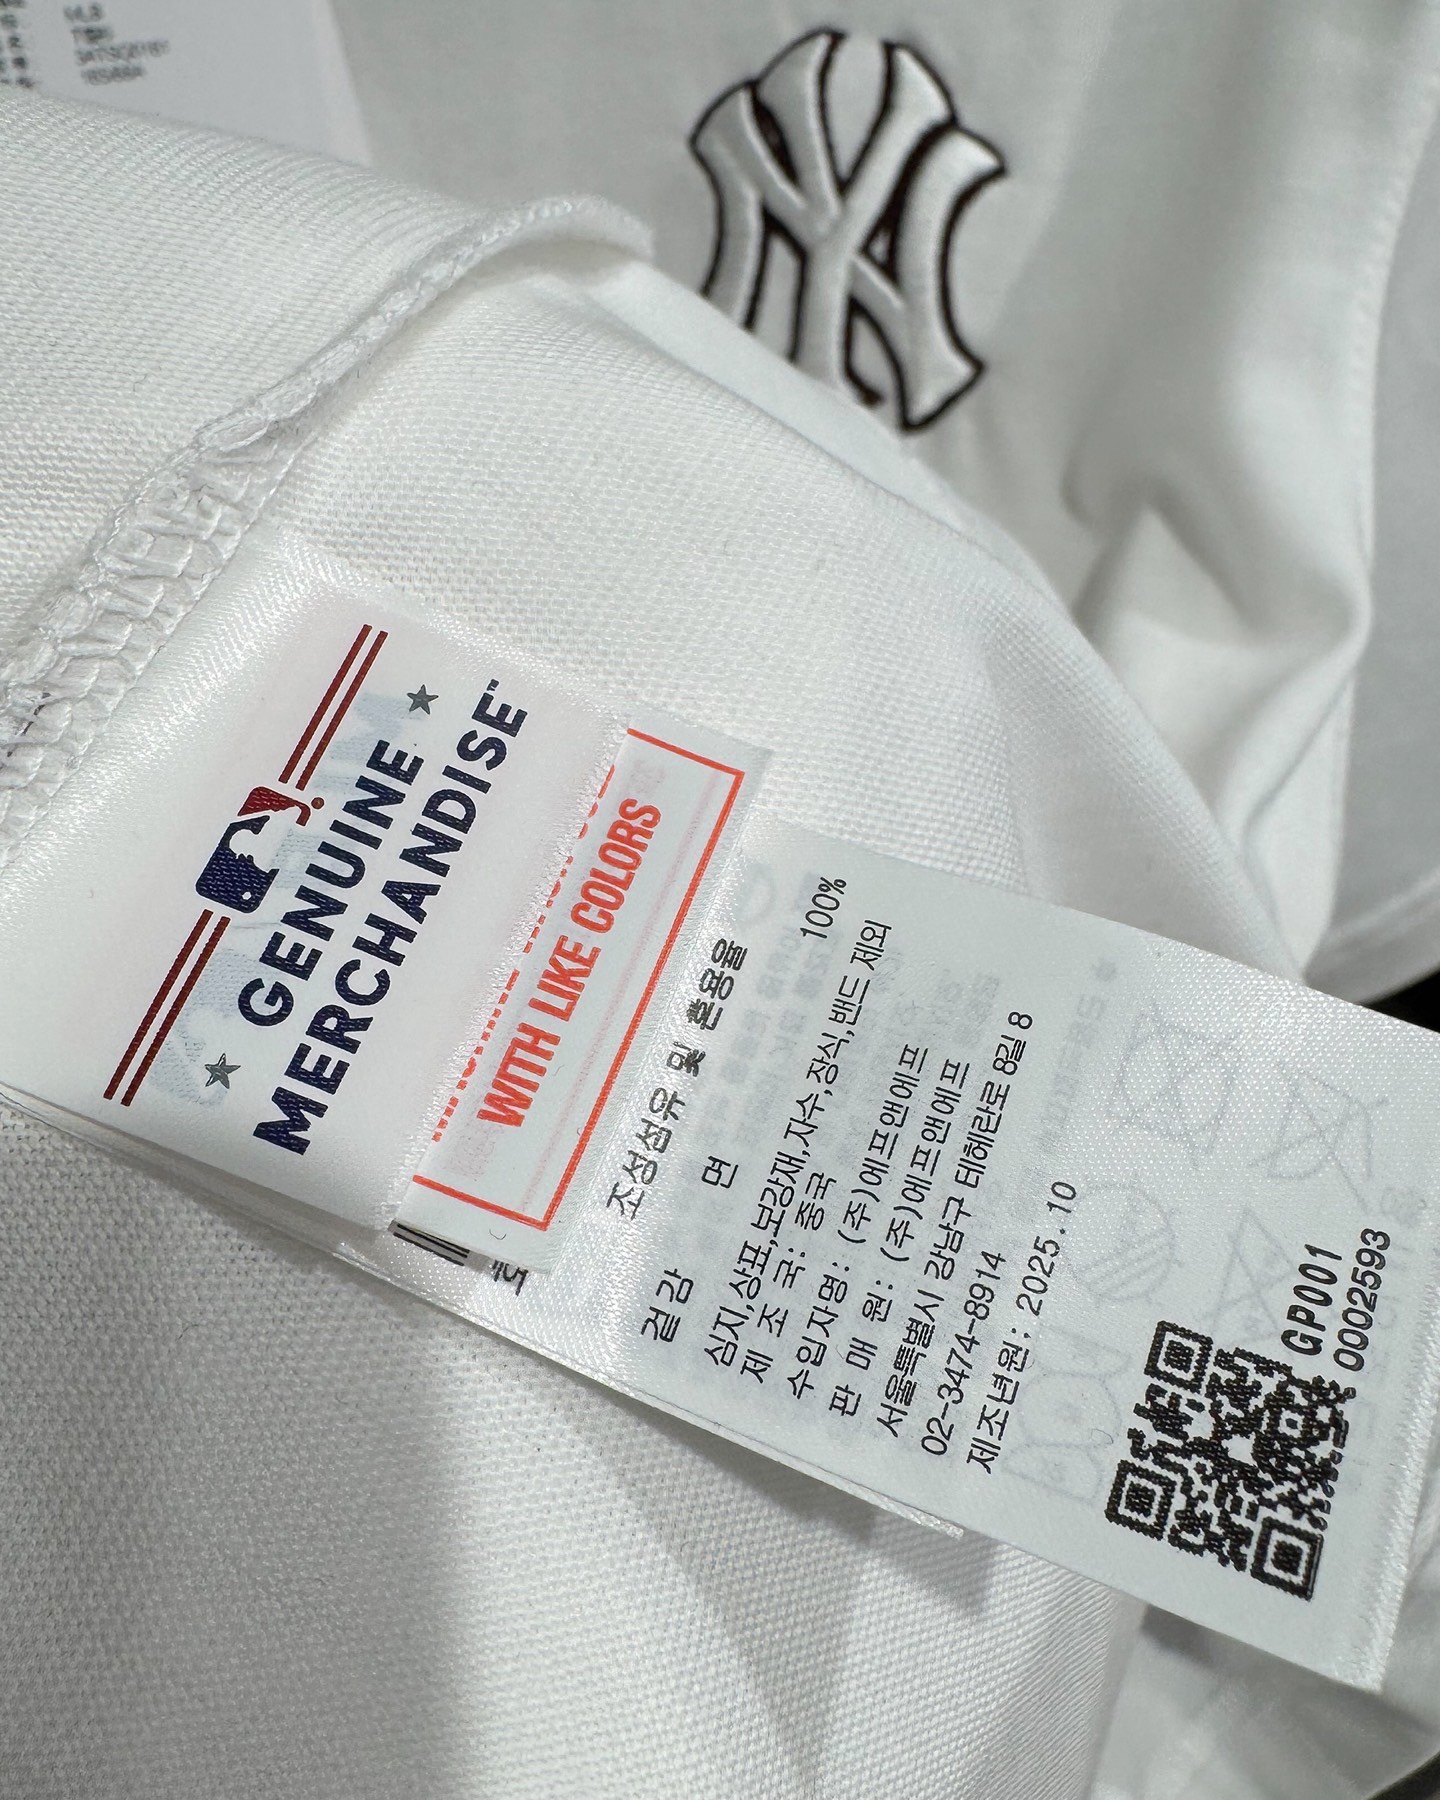 MLB
NY
GENUINE
MERCHANDISE™
WITH LIKE COLORS
조성섬유 및 혼용율
겉감 면 100%
심지,상표,보강재,자수,장식,밴드 제외
제 조 국: 중국
수입자명: (주)에프앤에프
판 매 원: (주)에프앤에프
서울특별시 강남구 테헤란로 8길 8
02-3474-8914
제조년원; 2025.10
GP001
0002593